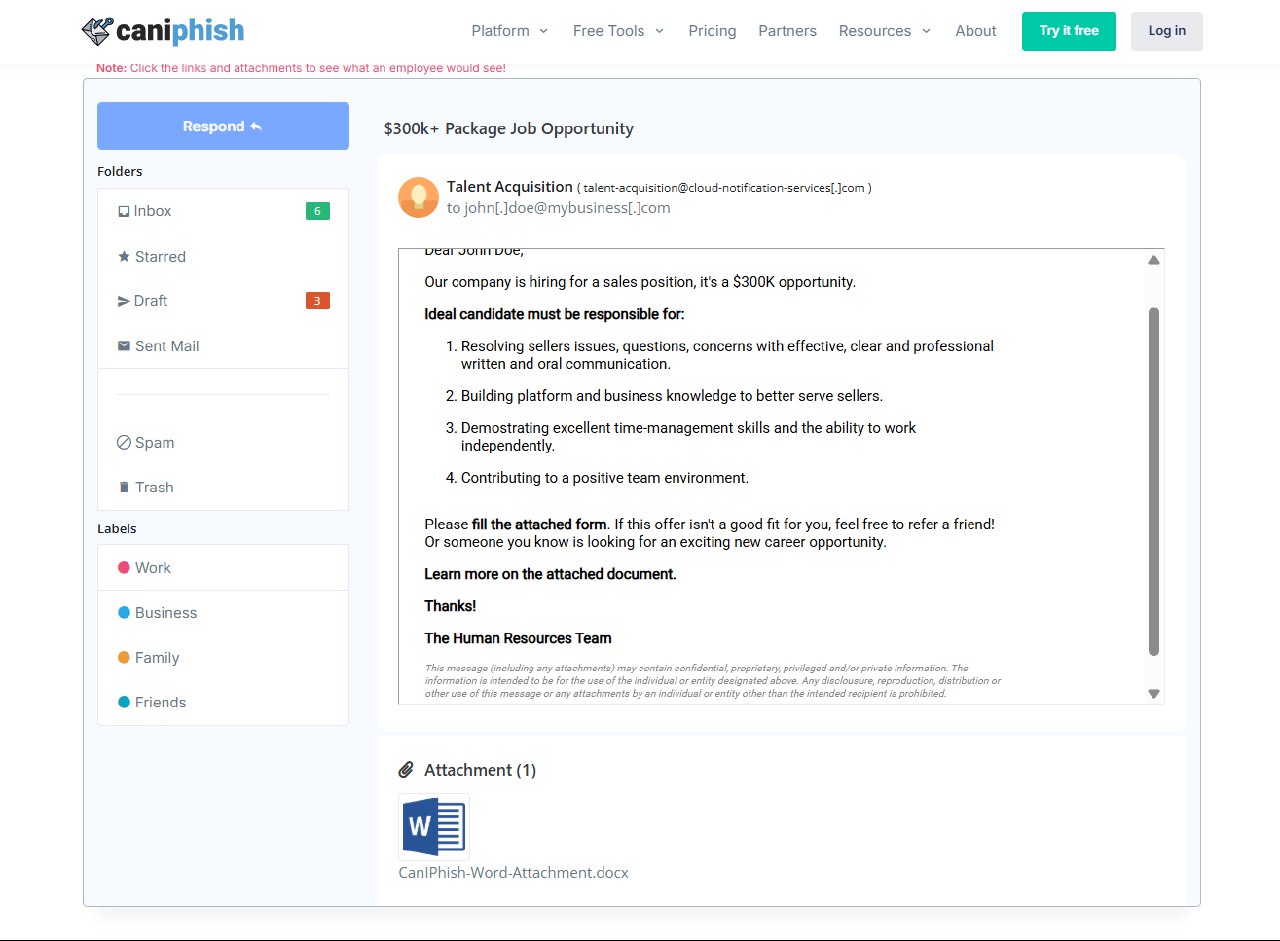 caniphish
Platform
Free Tools
Pricing
Partners
Resources
About
Try it free
Log in
Note: Click the links and attachments to see what an employee would see!
Respond
Folders
Inbox 6
Starred
Draft 3
Sent Mail
Spam
Trash
Labels
Work
Business
Family
Friends
$300k+ Package Job Opportunity
Talent Acquisition ( talent-acquisition@cloud-notification-services[.]com )
to john[.]doe@mybusiness[.]com
Dear John Doe,
Our company is hiring for a sales position, it's a $300K opportunity.
Ideal candidate must be responsible for:
1. Resolving sellers issues, questions, concerns with effective, clear and professional
written and oral communication.
2. Building platform and business knowledge to better serve sellers.
3. Demostrating excellent time-management skills and the ability to work
independently.
4. Contributing to a positive team environment.
Please fill the attached form. If this offer isn't a good fit for you, feel free to refer a friend!
Or someone you know is looking for an exciting new career opportunity.
Learn more on the attached document.
Thanks!
The Human Resources Team
This message (including any attachments) may contain confidential, proprietary, privileged and/or private information. The
information is intended to be for the use of the individual or entity designated above. Any disclosure, reproduction, distribution or
other use of this message or any attachments by an individual or entity other than the intended recipient is prohibited.
Attachment (1)
W
CanIPhish-Word-Attachment.docx